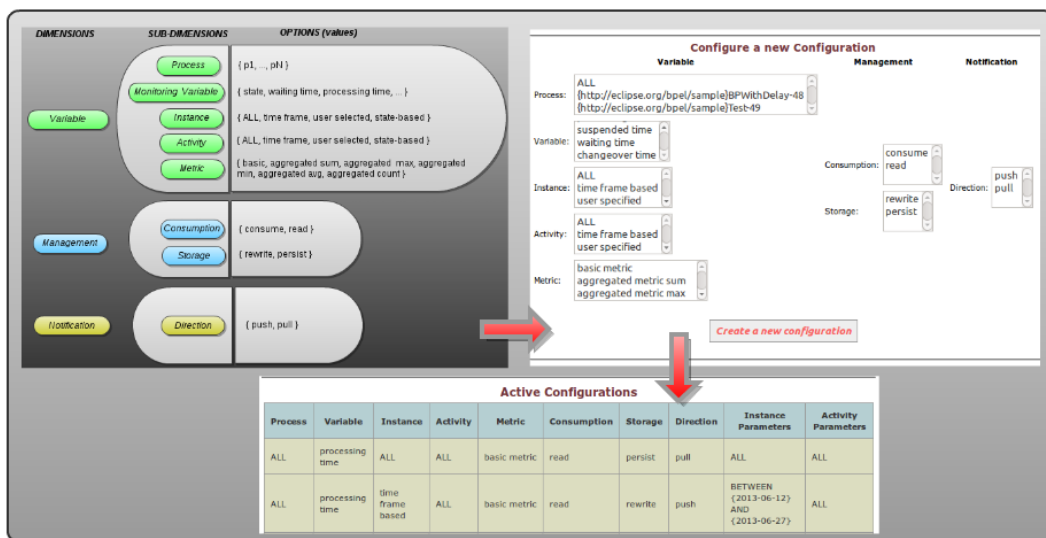 DIMENSIONS SUB-DIMENSIONS OPTIONS (values)
Process { p1, ..., pN }
Monitoring Variable { state, waiting time, processing time, ... }
Variable Instance { ALL, time frame, user selected, state-based }
Activity { ALL, time frame, user selected, state-based }
Metric { basic, aggregated sum, aggregated max, aggregated
min, aggregated avg, aggregated count }
Consumption { consume, read }
Management
Storage { rewrite, persist }
Notification Direction { push, pull }
Configure a new Configuration
Variable Management Notification
Process:
ALL
{http://eclipse.org/bpel/sample}BPWithDelay-48
{http://eclipse.org/bpel/sample}Test-49
Variable:
suspended time
waiting time
changeover time
Instance:
ALL
time frame based
user specified
Activity:
ALL
time frame based
user specified
Metric:
basic metric
aggregated metric sum
aggregated metric max
Consumption:
consume
read
Storage:
rewrite
persist
Direction:
push
pull
Create a new configuration
Active Configurations
Process Variable Instance Activity Metric Consumption Storage Direction Instance Parameters Activity Parameters
ALL processing time ALL ALL basic metric read persist pull ALL ALL
ALL processing time time frame based ALL basic metric read rewrite push BETWEEN {2013-06-12} AND {2013-06-27} ALL